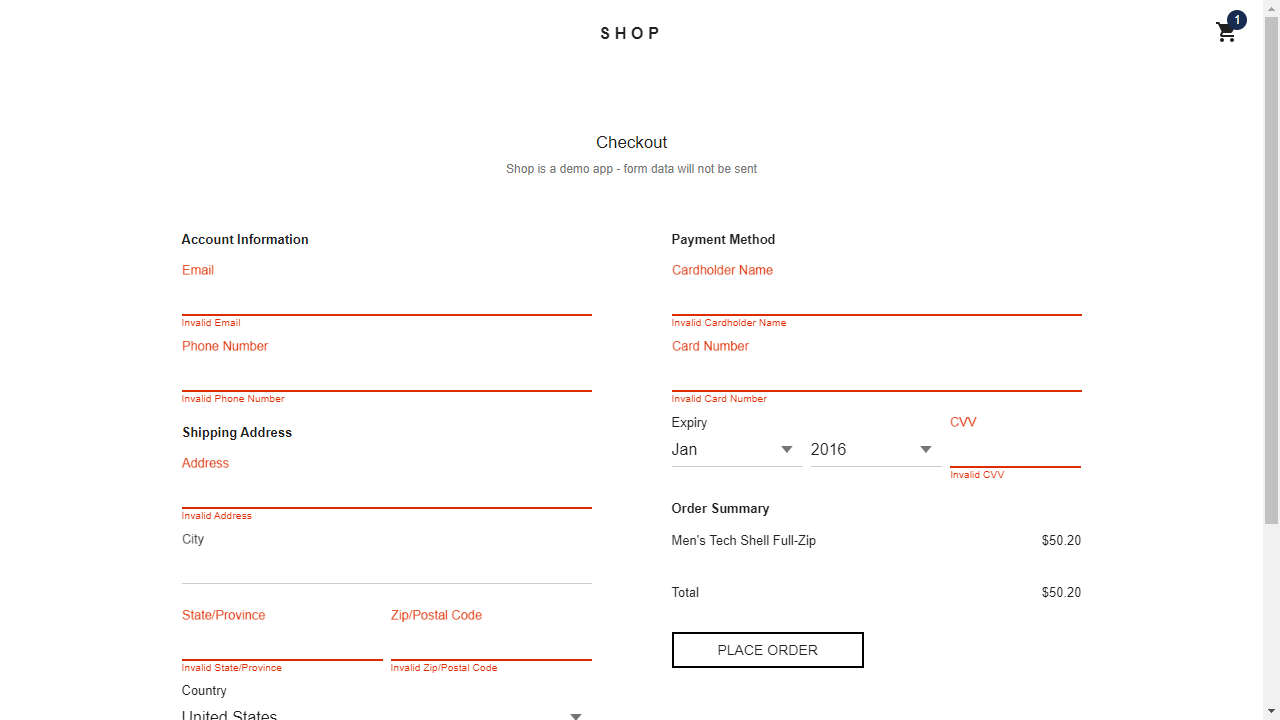 SHOP
1
Checkout
Shop is a demo app - form data will not be sent
Account Information
Email
Invalid Email
Phone Number
Invalid Phone Number
Shipping Address
Address
Invalid Address
City
State/Province
Zip/Postal Code
Invalid State/Province
Invalid Zip/Postal Code
Country
United States
Payment Method
Cardholder Name
Invalid Cardholder Name
Card Number
Invalid Card Number
Expiry
CVV
Jan
2016
Invalid CVV
Order Summary
Men's Tech Shell Full-Zip $50.20
Total $50.20
PLACE ORDER